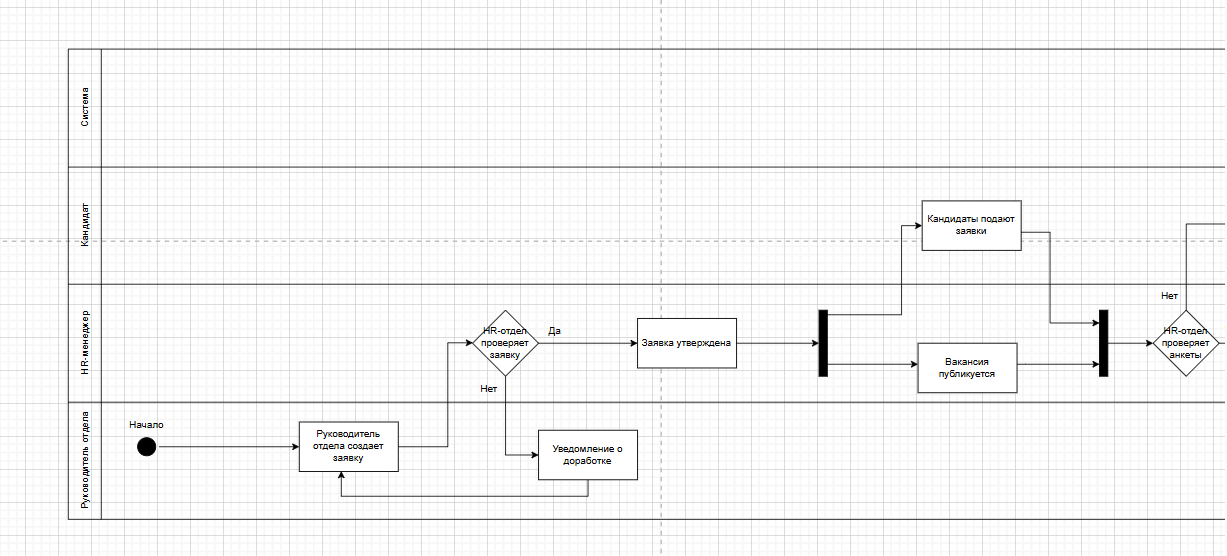 Система
Кандидат
HR-менеджер
Руководитель отдела
Начало
Руководитель
отдела создает
заявку
HR-отдел
проверяет
заявку
Да
Нет
Уведомление о
доработке
Заявка утверждена
Кандидаты подают
заявки
Вакансия
публикуется
Нет
HR-отдел
проверяет
анкеты